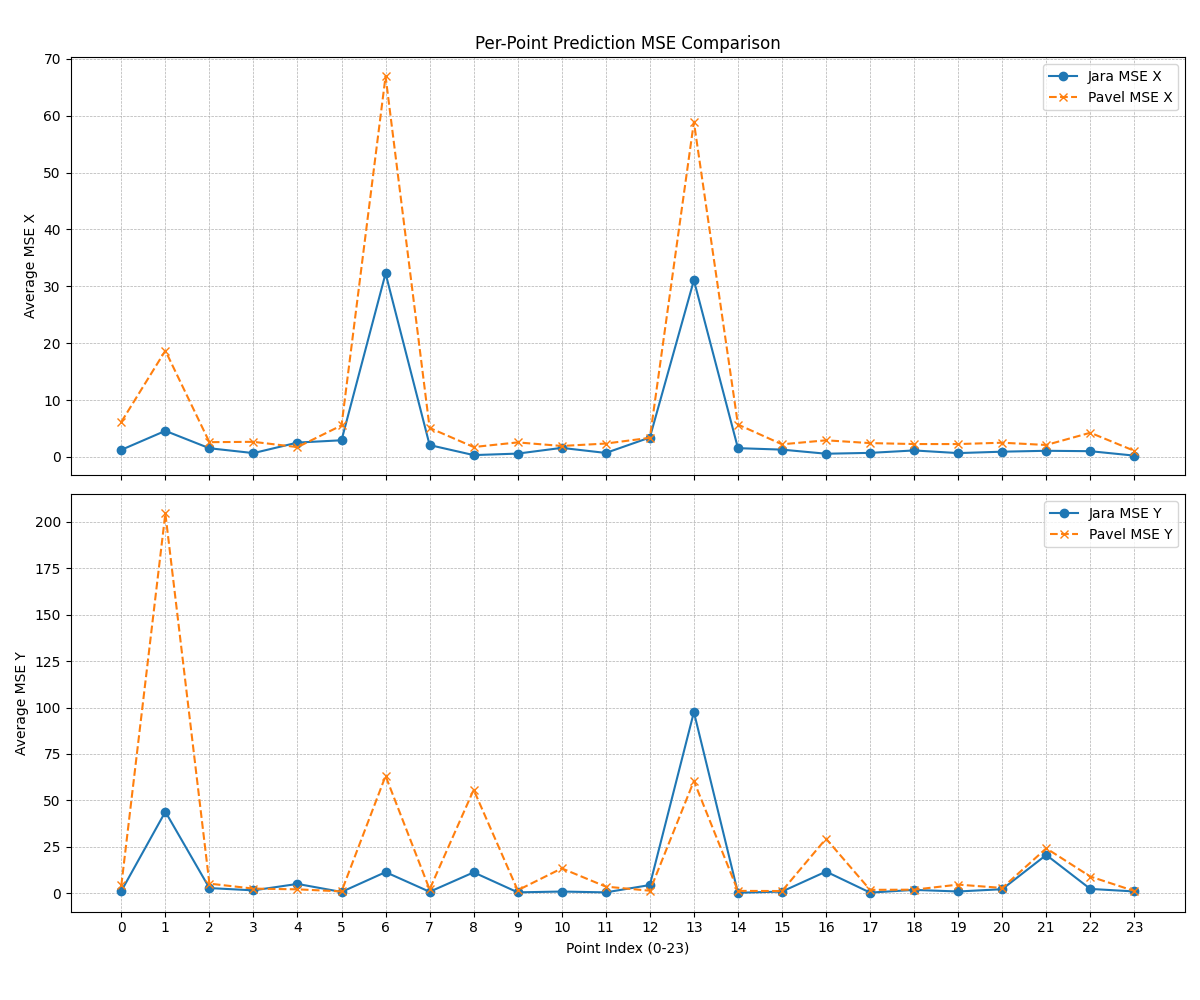 Per-Point Prediction MSE Comparison
70
60
50
40
30
20
10
0
Average MSE X
Jara MSE X
Pavel MSE X
200
175
150
125
100
75
50
25
0
Average MSE Y
Jara MSE Y
Pavel MSE Y
0 1 2 3 4 5 6 7 8 9 10 11 12 13 14 15 16 17 18 19 20 21 22 23
Point Index (0-23)